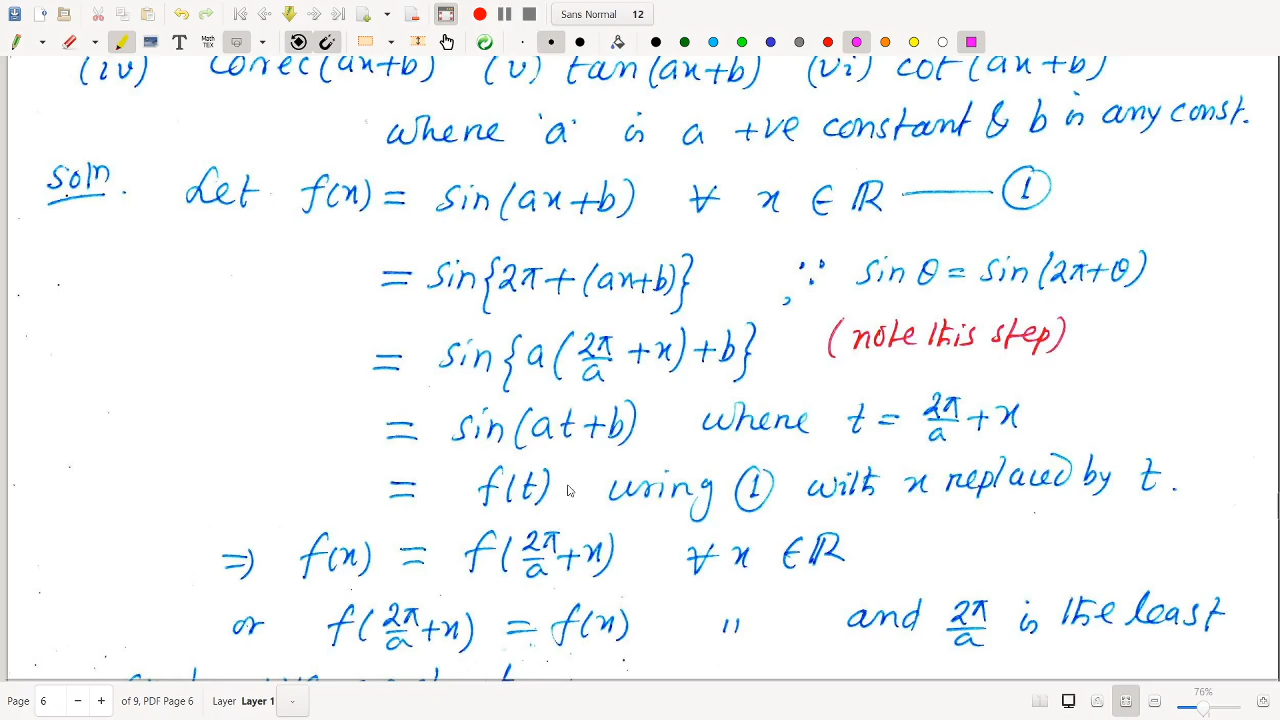 Sans Normal 12
Math TEX
(iv) cosec(ax+b) (v) tan(ax+b) (vi) cot(ax+b)
where 'a' is a +ve constant & b is any const.
Soln. Let f(x) = sin(ax+b) ∀ x ∈ ℝ —— ①
= sin{2π+(ax+b)} , ∵ sin θ = sin(2π+θ)
= sin{a(2π/a +x)+b} (note this step)
= sin(at+b) where t = 2π/a +x
= f(t) using ① with x replaced by t.
⇒ f(x) = f(2π/a +x) ∀ x ∈ ℝ
or f(2π/a +x) = f(x) " and 2π/a is the least
Page 6 of 9, PDF Page 6 Layer Layer 1 76%